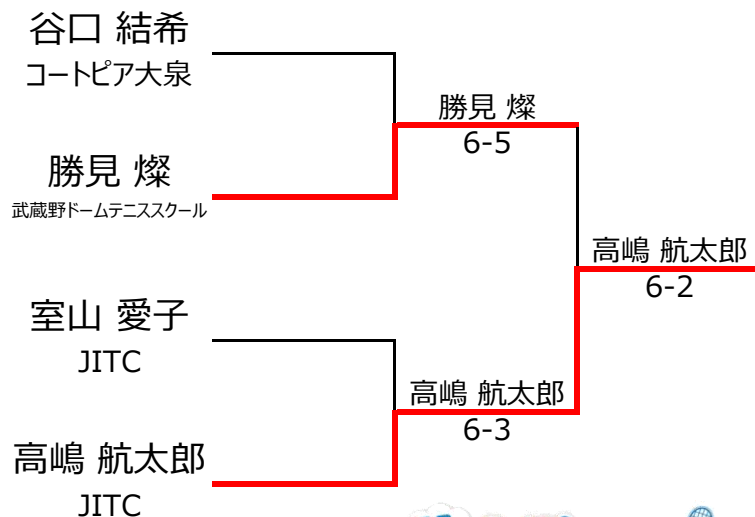 谷口 結希
コートピア大泉
勝見 燦
6-5
勝見 燦
武蔵野ドームテニススクール
高嶋 航太郎
6-2
室山 愛子
JITC
高嶋 航太郎
6-3
高嶋 航太郎
JITC